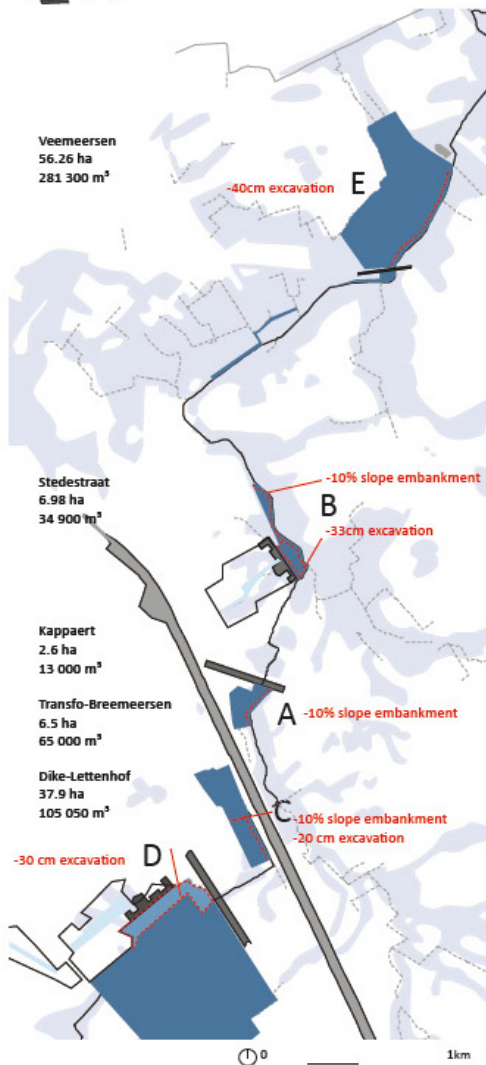 Veemeersen
56.26 ha
281 300 m³
-40cm excavation
E
Stedestraat
6.98 ha
34 900 m³
-10% slope embankment
B
-33cm excavation
Kappaert
2.6 ha
13 000 m³
Transfo-Breemeersen
6.5 ha
65 000 m³
A
-10% slope embankment
Dike-Lettenhof
37.9 ha
105 050 m³
C
-10% slope embankment
-20 cm excavation
-30 cm excavation
D
0
1km